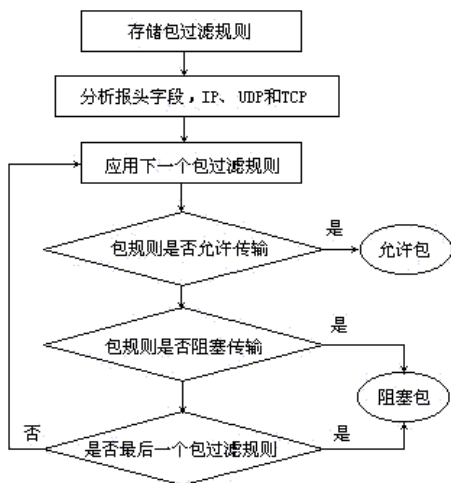 存储包过滤规则
分析报头字段，IP、UDP和TCP
应用下一个包过滤规则
包规则是否允许传输
是
允许包
包规则是否阻塞传输
是
阻塞包
是否最后一个包过滤规则
否
是